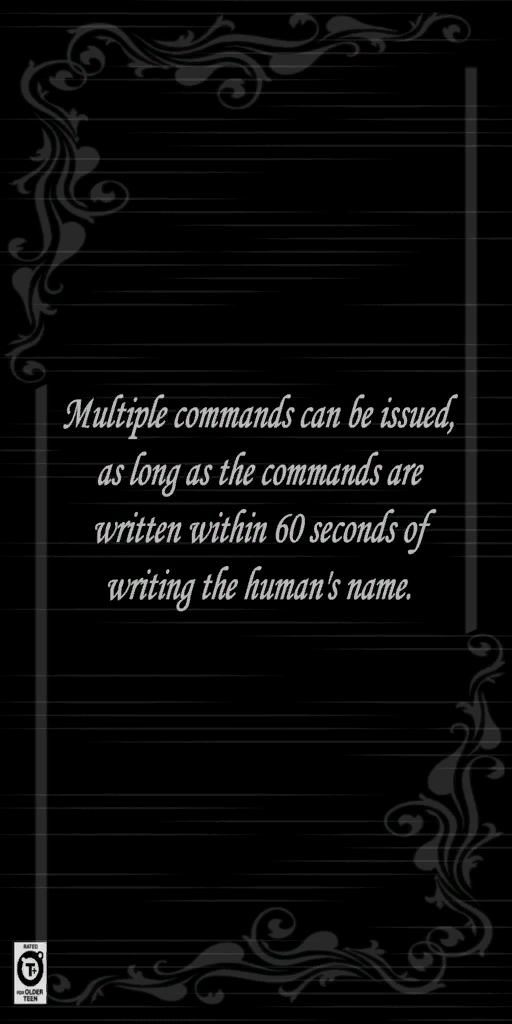 Multiple commands can be issued,
as long as the commands are
written within 60 seconds of
writing the human's name.
RATED
T+
FOR OLDER
TEEN